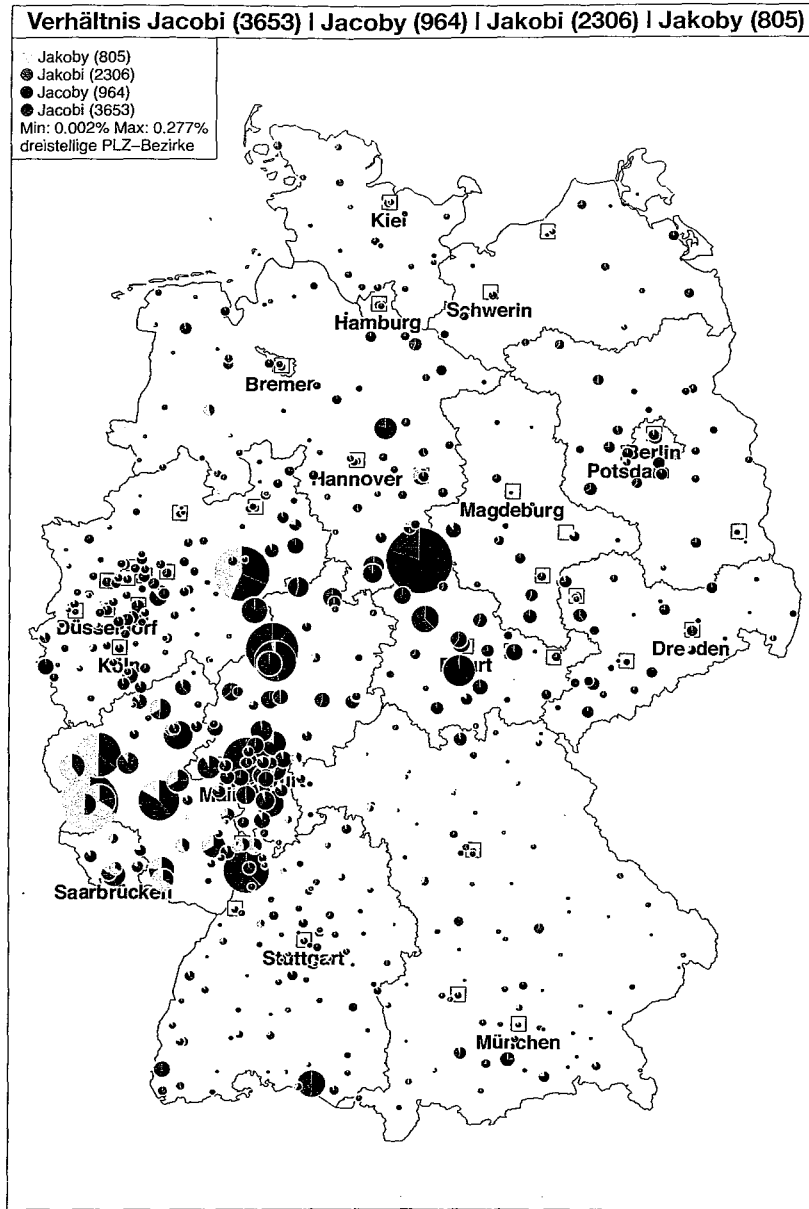 Verhältnis Jacobi (3653) | Jacoby (964) | Jakobi (2306) | Jakoby (805)
Jakoby (805)
Jakobi (2306)
Jacoby (964)
Jacobi (3653)
Min: 0.002% Max: 0.277%
dreistellige PLZ–Bezirke
Kiel
Schwerin
Hamburg
Bremen
Berlin
Hannover
Potsdam
Magdeburg
Düsseldorf
Dresden
Köln
Saarbrücken
Stuttgart
München